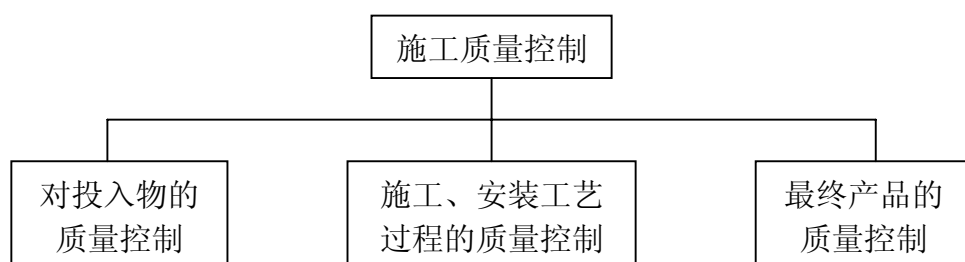 施工质量控制
对投入物的
质量控制
施工、安装工艺
过程的质量控制
最终产品的
质量控制